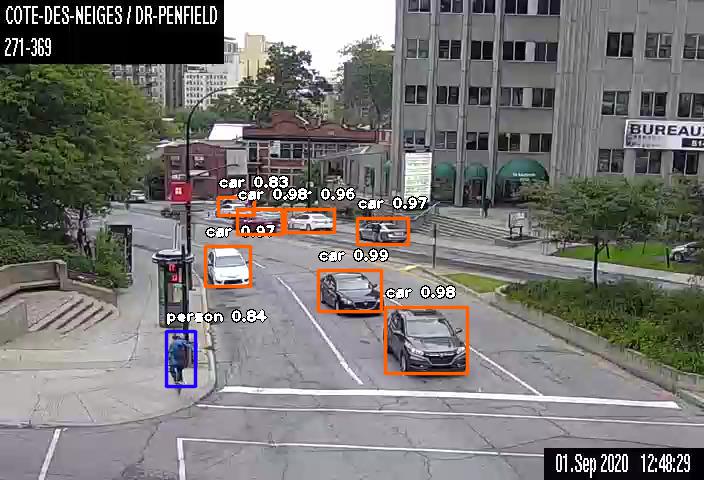 COTE-DES-NEIGES / DR-PENFIELD
271-369
car 0.83
car 0.98
0.96
car 0.97
car 0.97
BUREAUX
car 0.99
car 0.98
person 0.84
01.Sep 2020 12:48:29